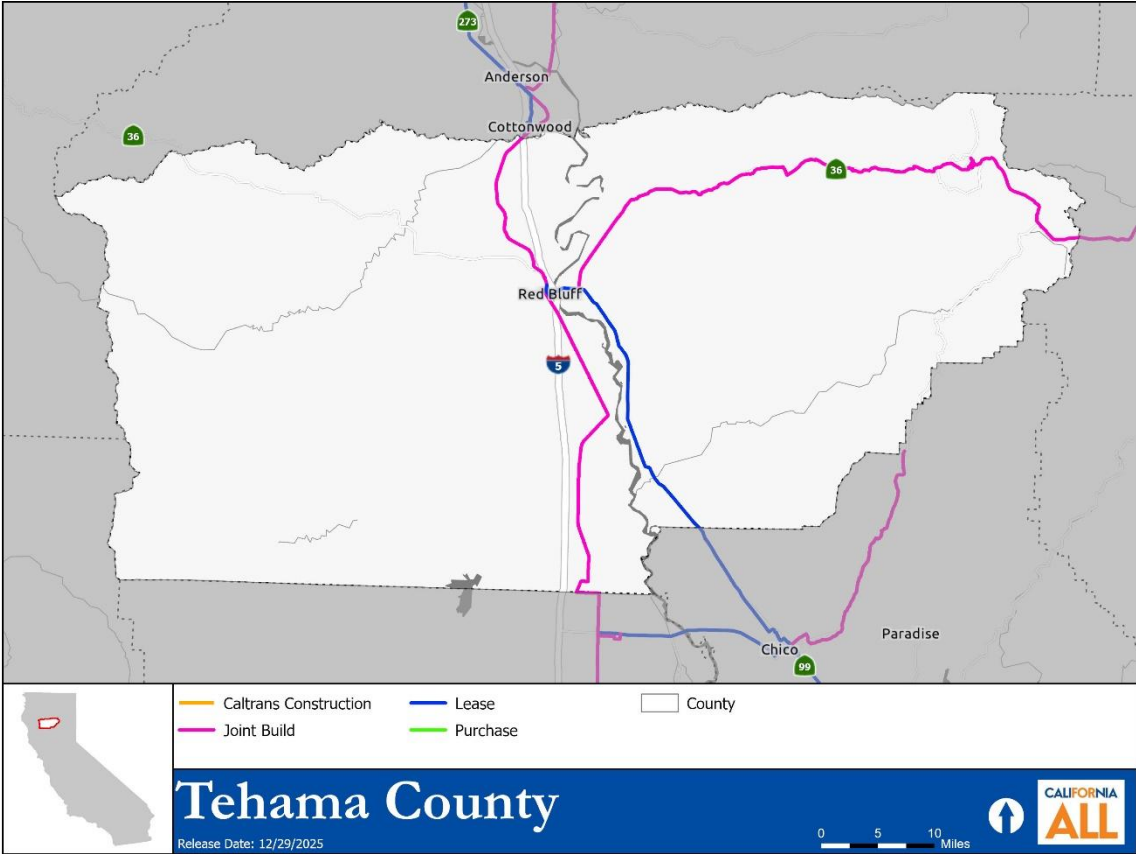 273
Anderson
Cottonwood
36
36
Red Bluff
5
Chico
Paradise
99
Caltrans Construction
Lease
County
Joint Build
Purchase
Tehama County
Release Date: 12/29/2025
0 5 10
Miles
CALIFORNIA
ALL